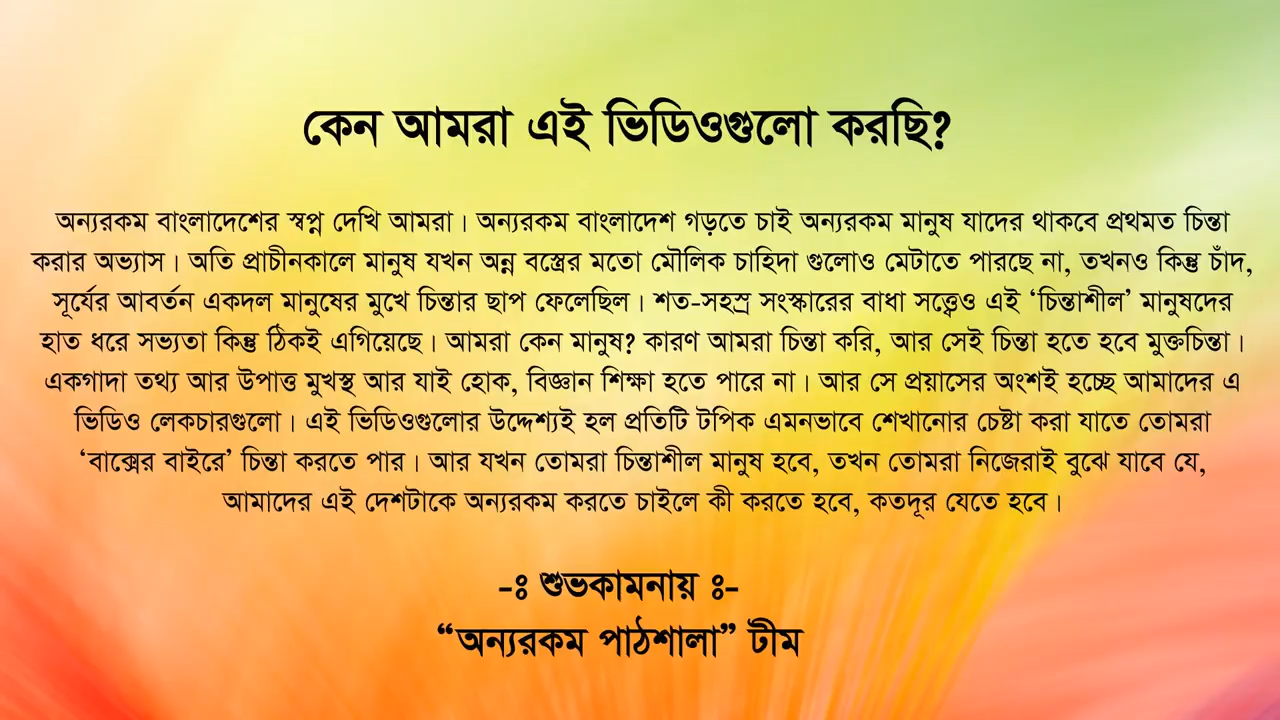 কেন আমরা এই ভিডিওগুলো করছি?
অন্যরকম বাংলাদেশের স্বপ্ন দেখি আমরা। অন্যরকম বাংলাদেশ গড়তে চাই অন্যরকম মানুষ যাদের থাকবে প্রথমত চিন্তা
করার অভ্যাস। অতি প্রাচীনকালে মানুষ যখন অন্ন বস্ত্রের মতো মৌলিক চাহিদা গুলোও মেটাতে পারছে না, তখনও কিন্তু চাঁদ,
সূর্যের আবর্তন একদল মানুষের মুখে চিন্তার ছাপ ফেলেছিল। শত-সহস্র সংস্কারের বাধা সত্ত্বেও এই ‘চিন্তাশীল’ মানুষদের
হাত ধরে সভ্যতা কিন্তু ঠিকই এগিয়েছে। আমরা কেন মানুষ? কারণ আমরা চিন্তা করি, আর সেই চিন্তা হতে হবে মুক্তচিন্তা।
একগাদা তথ্য আর উপাত্ত মুখস্থ আর যাই হোক, বিজ্ঞান শিক্ষা হতে পারে না। আর সে প্রয়াসের অংশই হচ্ছে আমাদের এ
ভিডিও লেকচারগুলো। এই ভিডিওগুলোর উদ্দেশ্যই হল প্রতিটি টপিক এমনভাবে শেখানোর চেষ্টা করা যাতে তোমরা
‘বাক্সের বাইরে’ চিন্তা করতে পার। আর যখন তোমরা চিন্তাশীল মানুষ হবে, তখন তোমরা নিজেরাই বুঝে যাবে যে,
আমাদের এই দেশটাকে অন্যরকম করতে চাইলে কী করতে হবে, কতদূর যেতে হবে।
-ঃ শুভকামনায় ঃ-
“অন্যরকম পাঠশালা” টীম